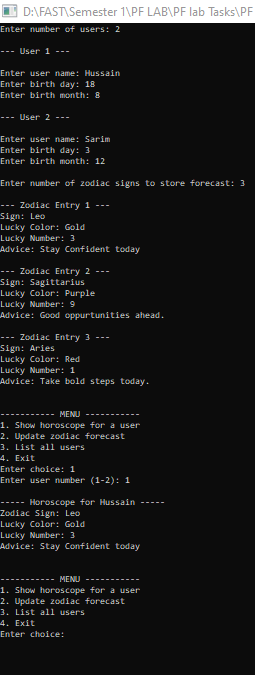 D:\FAST\Semester 1\PF LAB\PF lab Tasks\PF
Enter number of users: 2
--- User 1 ---
Enter user name: Hussain
Enter birth day: 18
Enter birth month: 8
--- User 2 ---
Enter user name: Sarim
Enter birth day: 3
Enter birth month: 12
Enter number of zodiac signs to store forecast: 3
--- Zodiac Entry 1 ---
Sign: Leo
Lucky Color: Gold
Lucky Number: 3
Advice: Stay Confident today
--- Zodiac Entry 2 ---
Sign: Sagittarius
Lucky Color: Purple
Lucky Number: 9
Advice: Good oppurtunities ahead.
--- Zodiac Entry 3 ---
Sign: Aries
Lucky Color: Red
Lucky Number: 1
Advice: Take bold steps today.
----------- MENU -----------
1. Show horoscope for a user
2. Update zodiac forecast
3. List all users
4. Exit
Enter choice: 1
Enter user number (1-2): 1
----- Horoscope for Hussain -----
Zodiac Sign: Leo
Lucky Color: Gold
Lucky Number: 3
Advice: Stay Confident today
----------- MENU -----------
1. Show horoscope for a user
2. Update zodiac forecast
3. List all users
4. Exit
Enter choice: